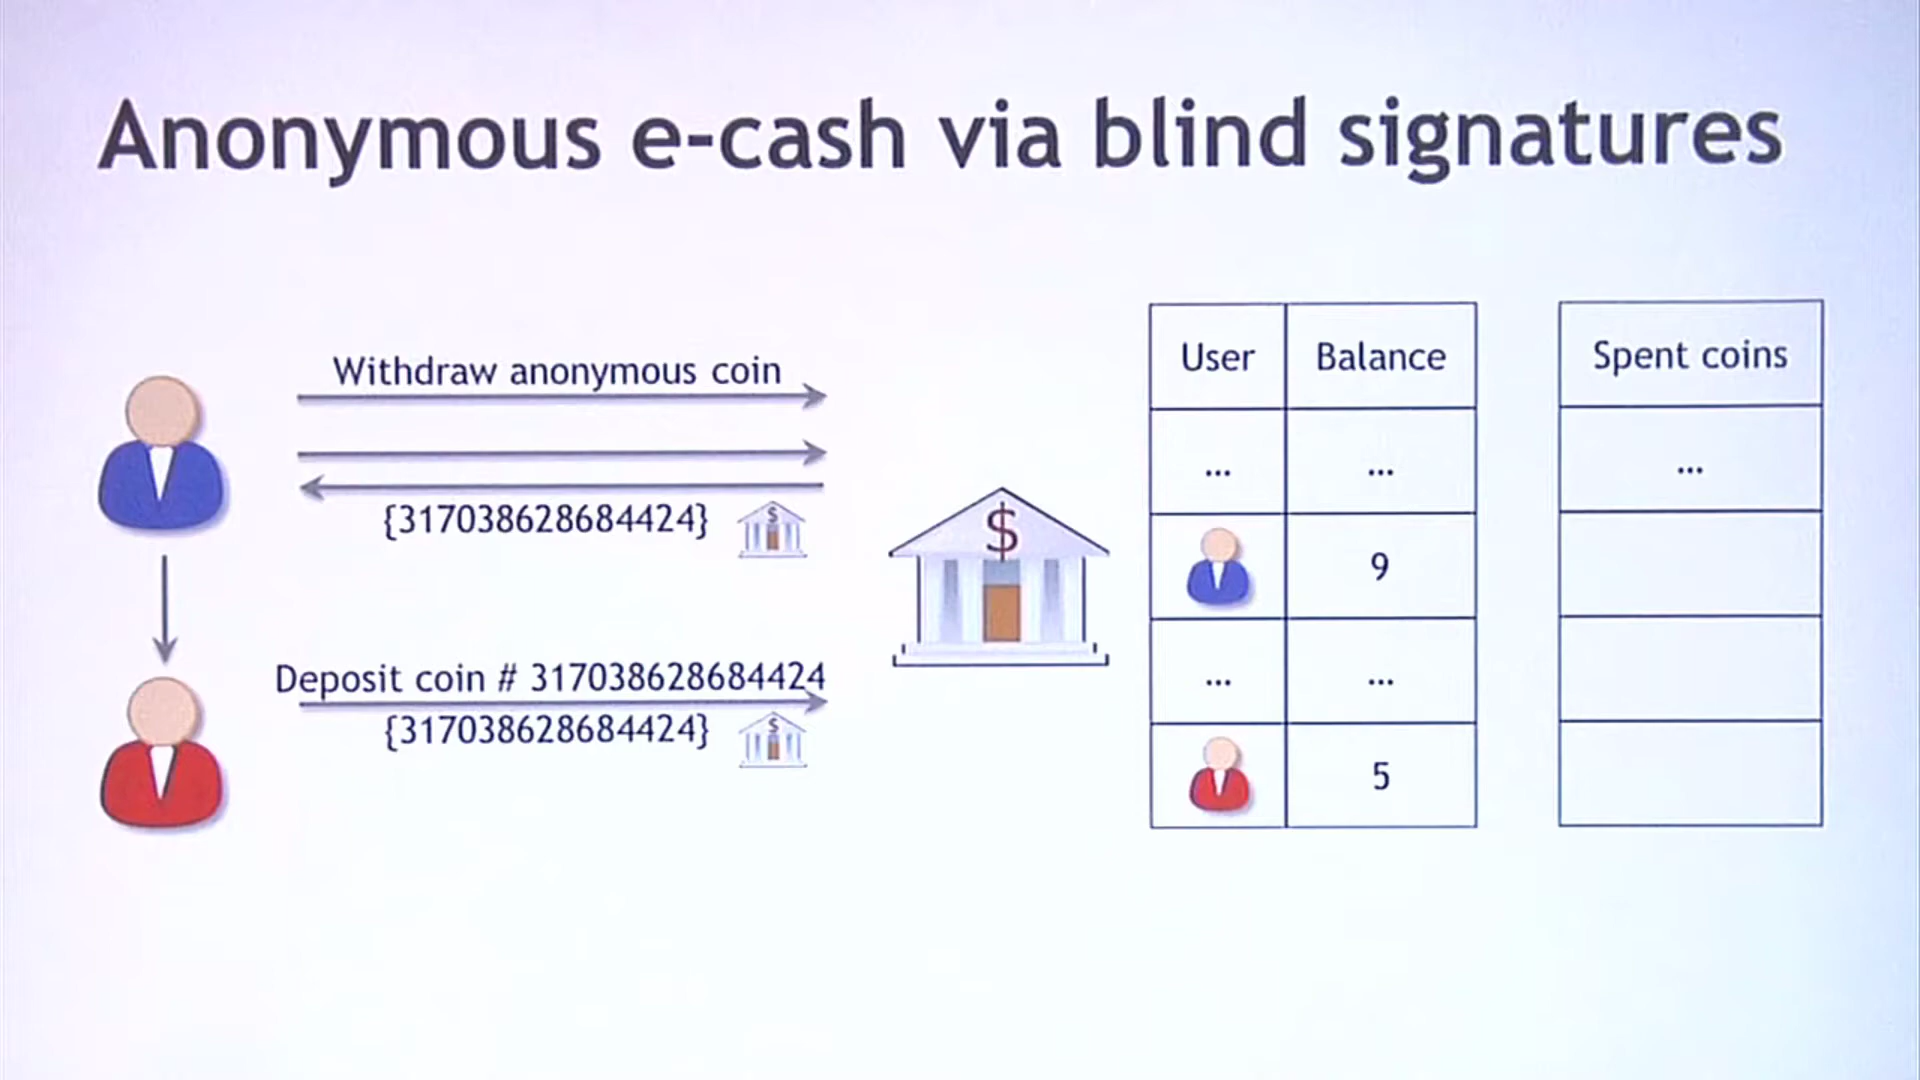 Anonymous e-cash via blind signatures
Withdraw anonymous coin
{317038628684424}
$
$
Deposit coin # 317038628684424
{317038628684424}
$
User Balance
... ...
9
... ...
5
Spent coins
...